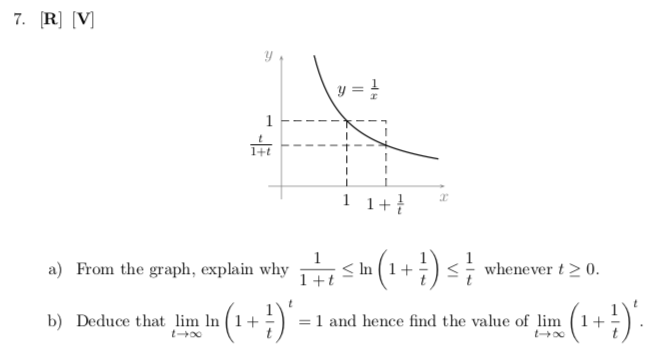 7. [R] [V]
y
y = 1/x
1
t/(1+t)
1 1 + 1/t x
a) From the graph, explain why 1/(1+t) ≤ ln(1 + 1/t) ≤ 1/t whenever t ≥ 0.
b) Deduce that lim_{t→∞} ln(1 + 1/t)^t = 1 and hence find the value of lim_{t→∞} (1 + 1/t)^t.